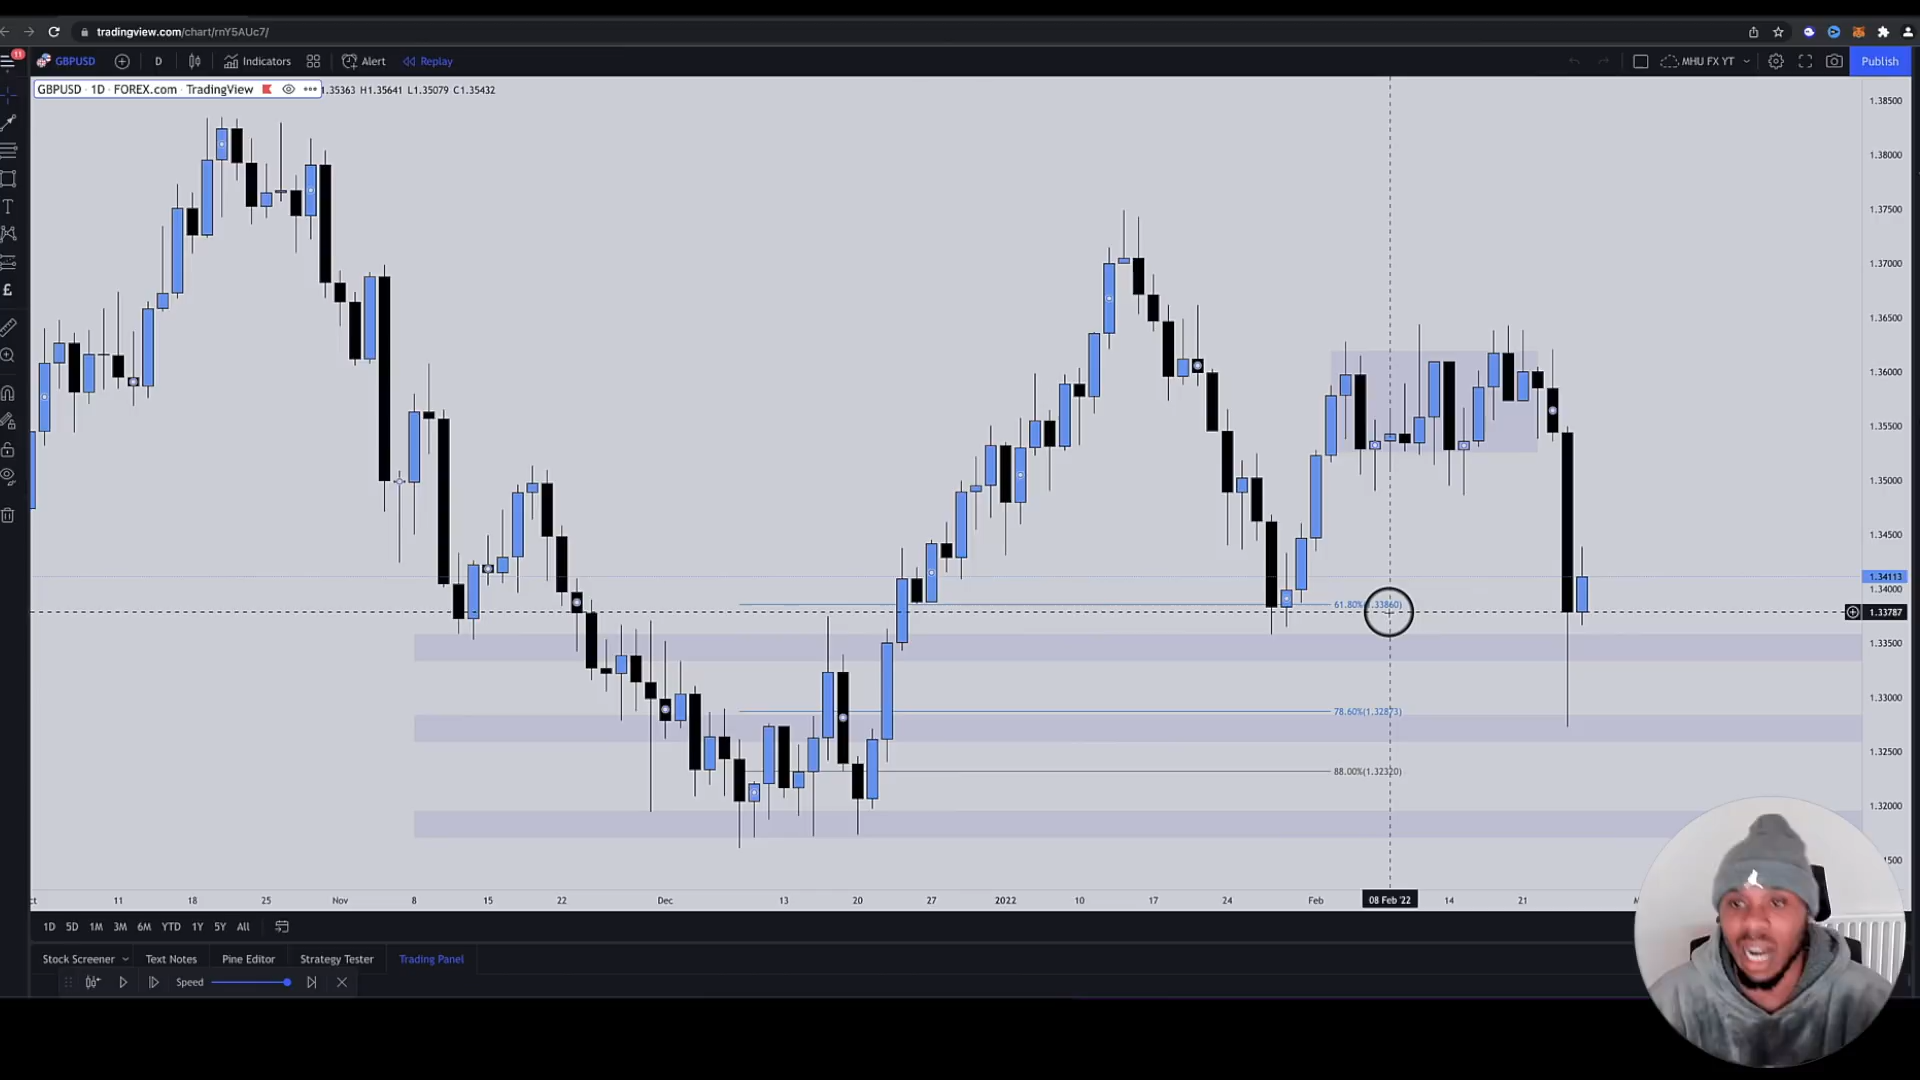 tradingview.com/chart/rnY5AUc7/
11
GBPUSD D Indicators Alert Replay MHU FX YT Publish
GBPUSD · 1D · FOREX.com · TradingView 1.35363 H1.35641 L1.35079 C1.35432
1.38500
1.38000
1.37500
1.37000
1.36500
1.36000
1.35500
1.35000
1.34500
1.34113
1.34000
61.80%(1.33860)
1.33787
1.33500
1.33000
78.60%(1.32873)
1.32500
88.00%(1.32320)
1.32000
11 18 25 Nov 8 15 22 Dec 13 20 27 2022 10 17 24 Feb 08 Feb '22 14 21
1D 5D 1M 3M 6M YTD 1Y 5Y All
Stock Screener Text Notes Pine Editor Strategy Tester Trading Panel
Speed